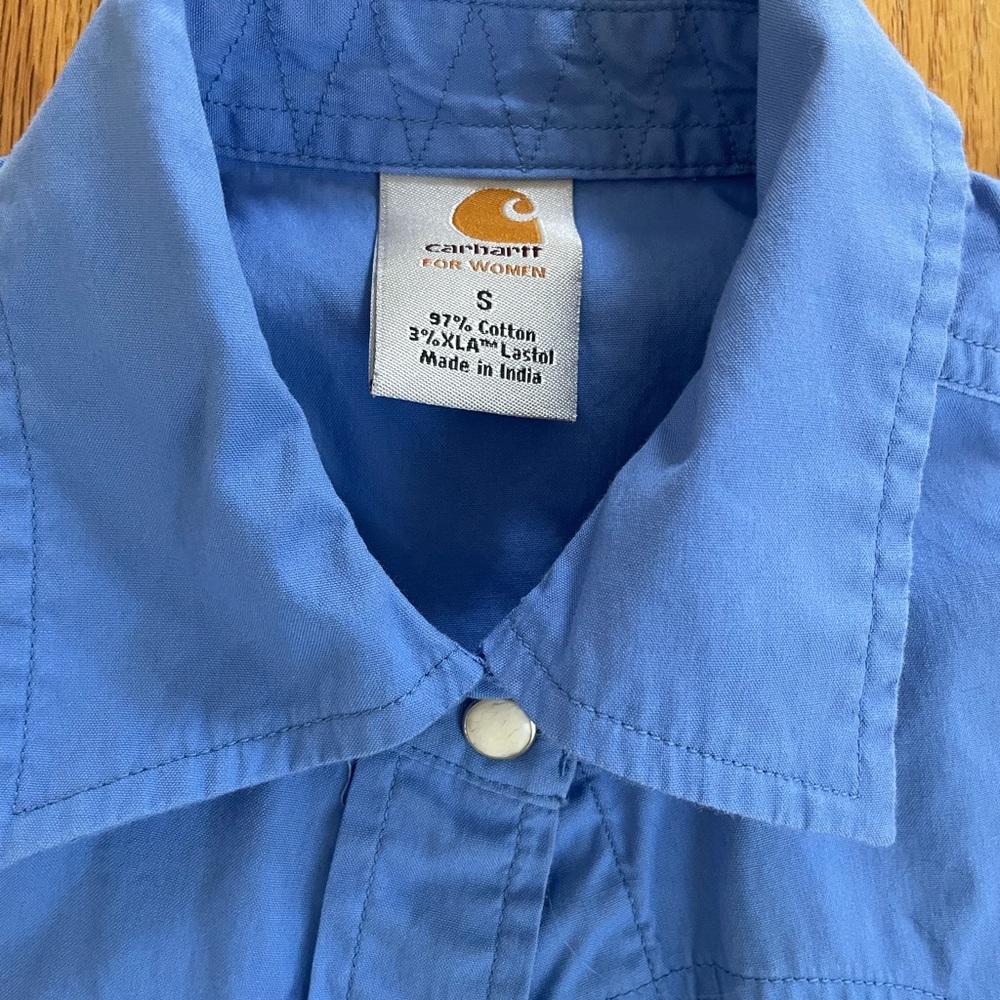 carhartt
FOR WOMEN
S
97% Cotton
3%XLA™ Lastol
Made in India